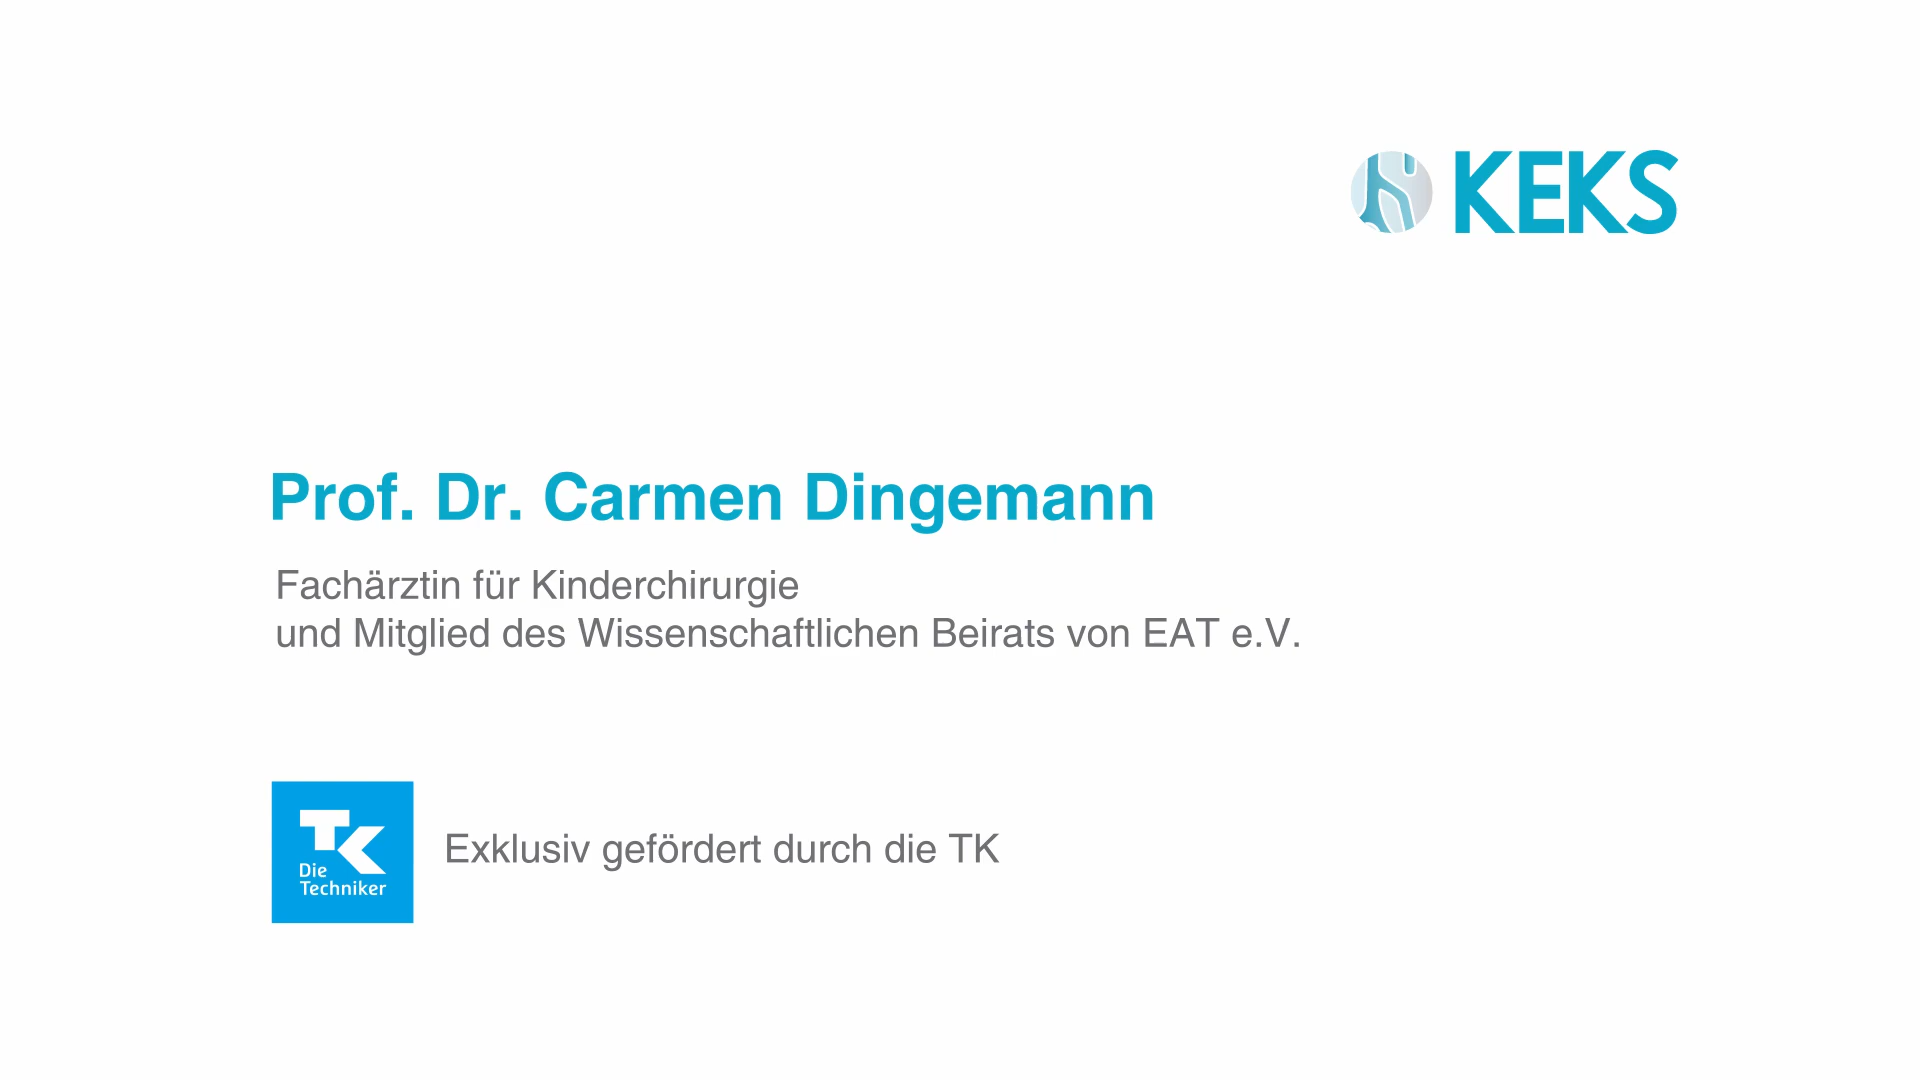 KEKS
Prof. Dr. Carmen Dingemann
Fachärztin für Kinderchirurgie
und Mitglied des Wissenschaftlichen Beirats von EAT e.V.
TK
Die
Techniker
Exklusiv gefördert durch die TK